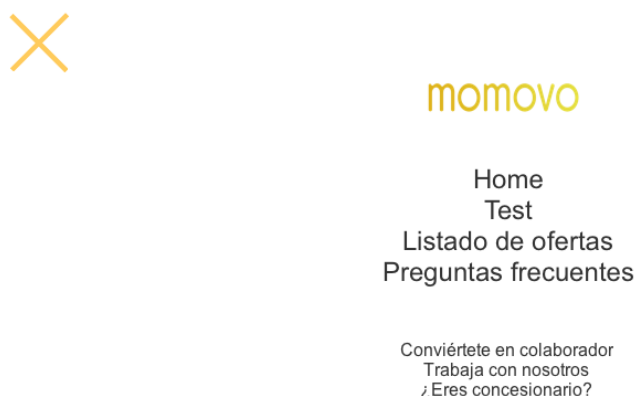 momovo
Home
Test
Listado de ofertas
Preguntas frecuentes
Conviértete en colaborador
Trabaja con nosotros
¿Eres concesionario?